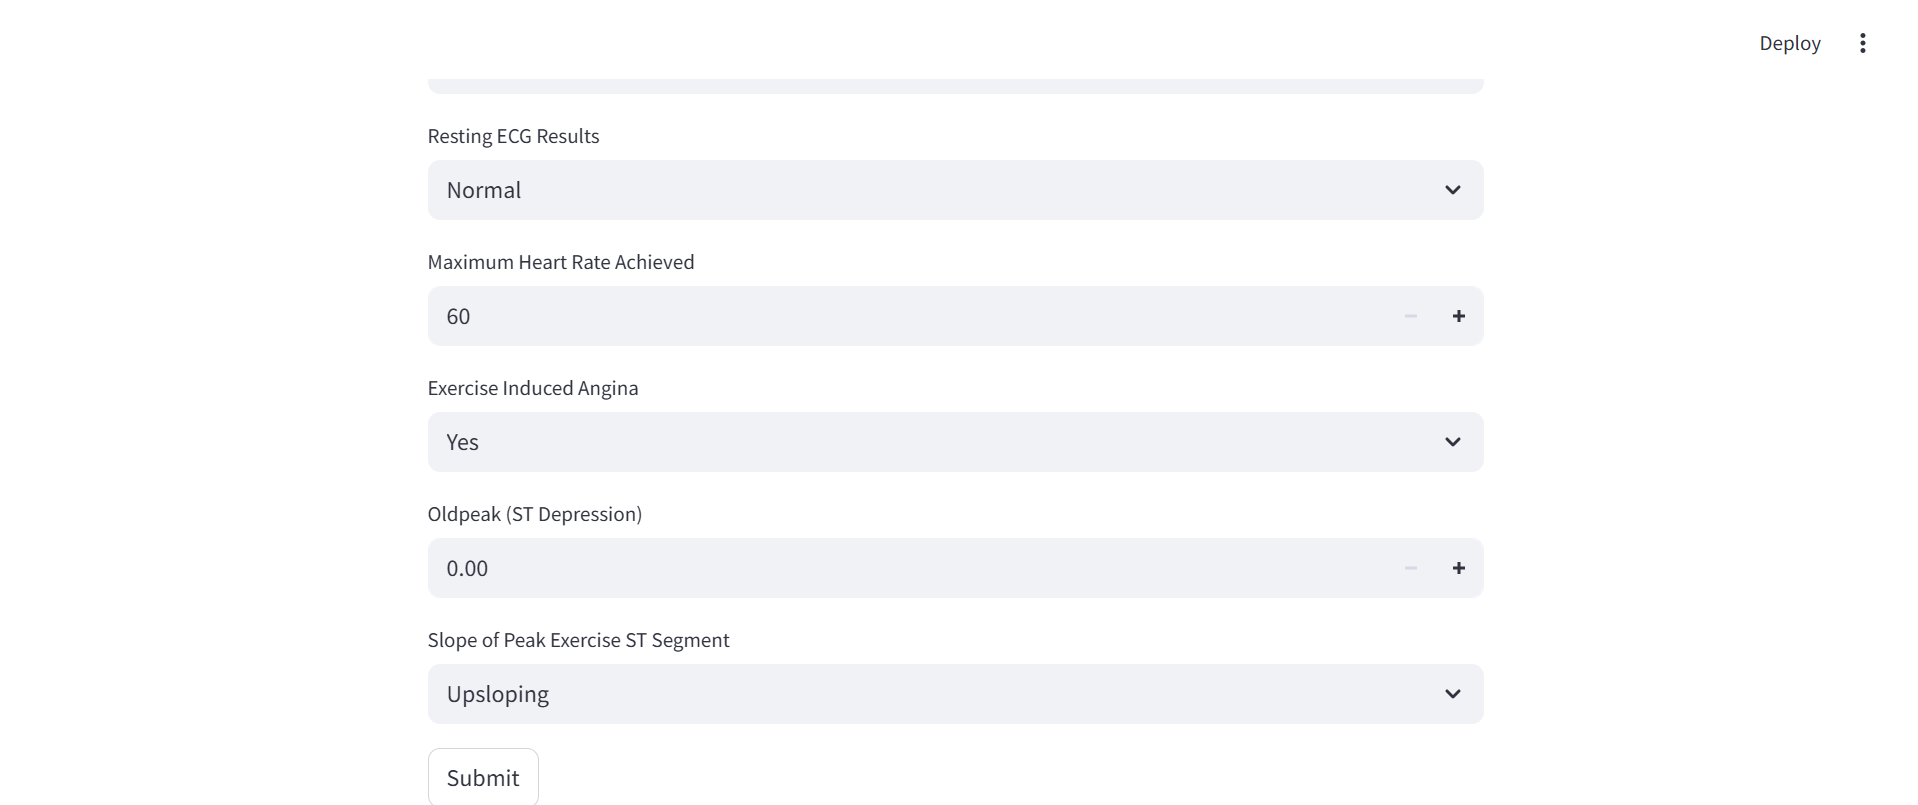 Deploy
Resting ECG Results
Normal
Maximum Heart Rate Achieved
60
Exercise Induced Angina
Yes
Oldpeak (ST Depression)
0.00
Slope of Peak Exercise ST Segment
Upsloping
Submit